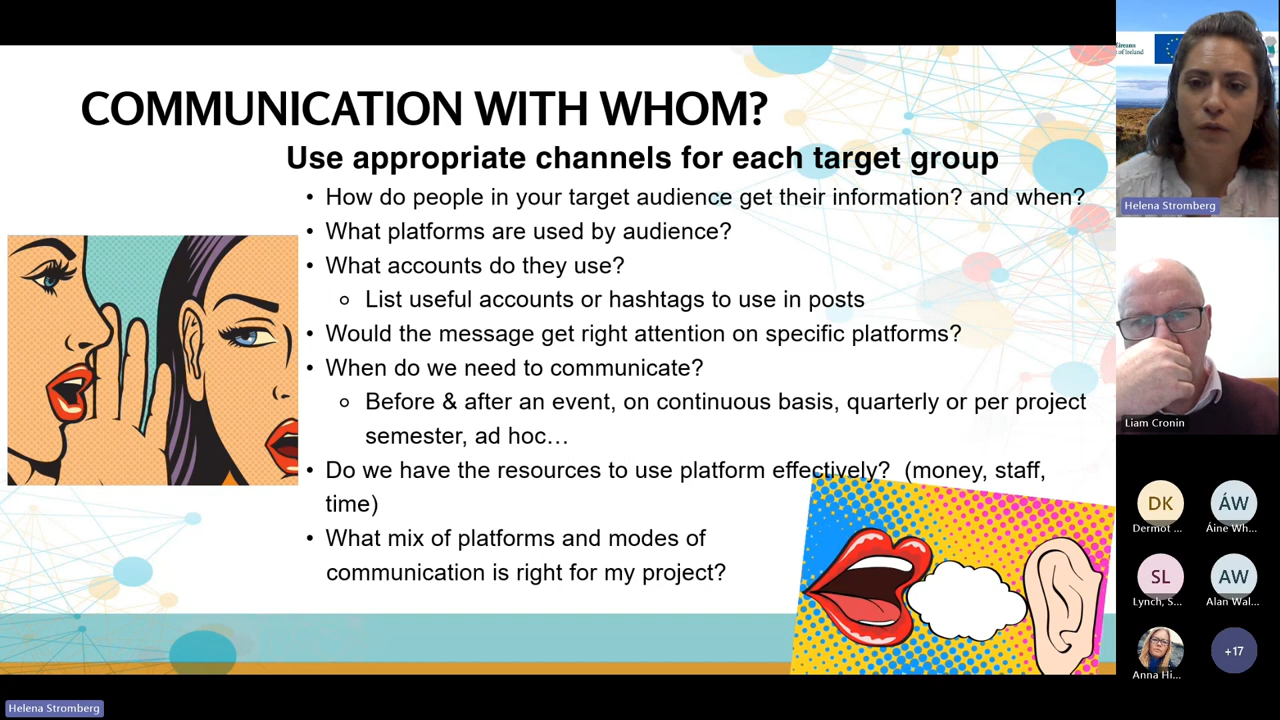 COMMUNICATION WITH WHOM?
Use appropriate channels for each target group
• How do people in your target audience get their information? and when?
• What platforms are used by audience?
• What accounts do they use?
o List useful accounts or hashtags to use in posts
• Would the message get right attention on specific platforms?
• When do we need to communicate?
o Before & after an event, on continuous basis, quarterly or per project
semester, ad hoc…
• Do we have the resources to use platform effectively? (money, staff,
time)
• What mix of platforms and modes of
communication is right for my project?
of Ireland
Helena Stromberg
Liam Cronin
DK
Dermot ...
ÁW
Áine Wh...
SL
Lynch, S...
AW
Alan Wal...
Anna Hi...
+17
Helena Stromberg